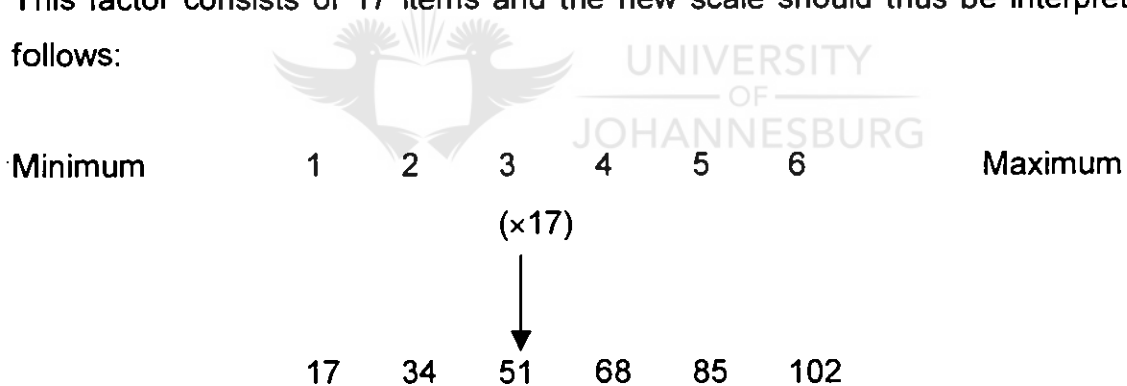 This factor consists of 17 items and the new scale should thus be interpret
follows:
UNIVERSITY
OF
JOHANNESBURG
Minimum 1 2 3 4 5 6 Maximum
(×17)
17 34 51 68 85 102